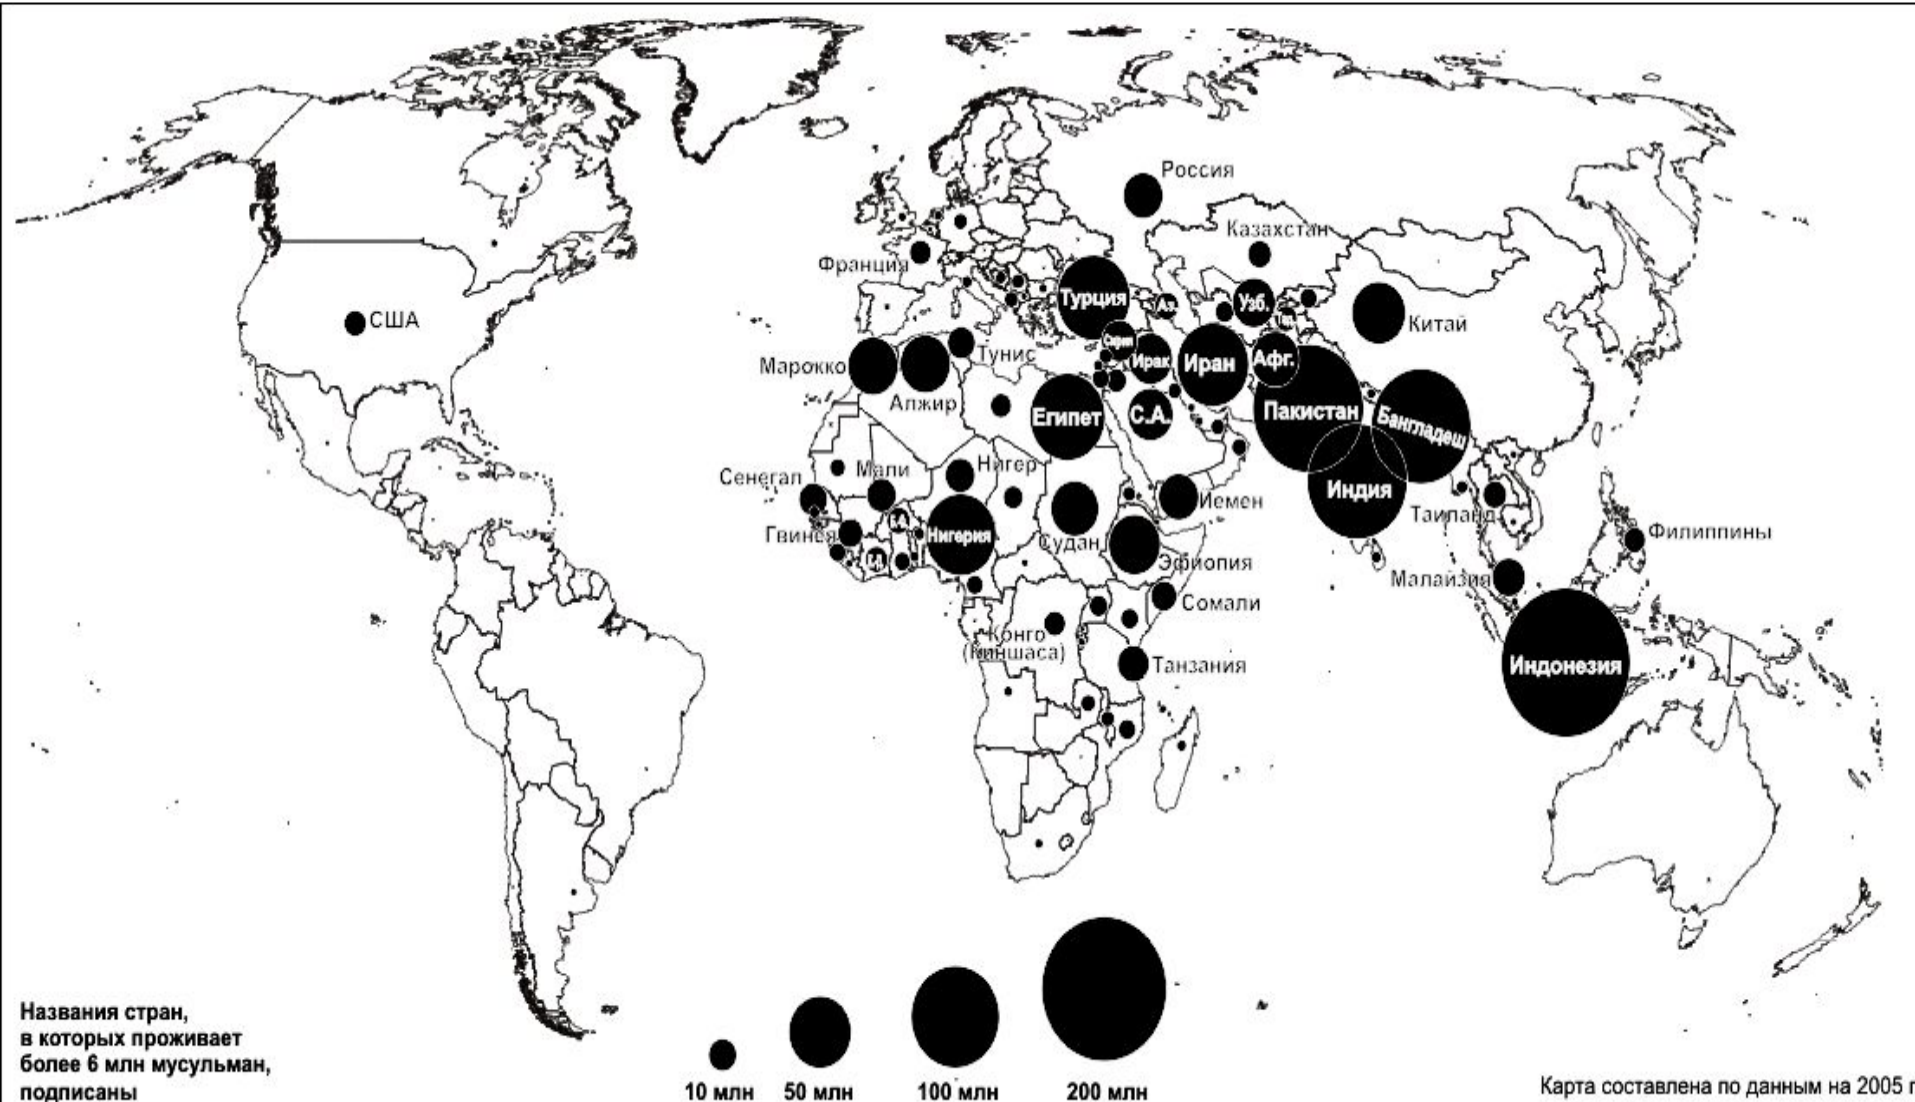 Россия
Казахстан
Франция
Турция
Аз.
Узб.
США
Китай
Тунис
Сирия
Марокко
Ирак
Иран
Афг.
Алжир
Египет
С.А.
Пакистан
Бангладеш
Сенегал
Мали
Нигер
Индия
Йемен
Таиланд
Гвинея
Нигерия
Судан
Филиппины
Эфиопия
Малайзия
Сомали
Конго
(Киншаса)
Танзания
Индонезия
Названия стран,
в которых проживает
более 6 млн мусульман,
подписаны
10 млн
50 млн
100 млн
200 млн
Карта составлена по данным на 2005 г